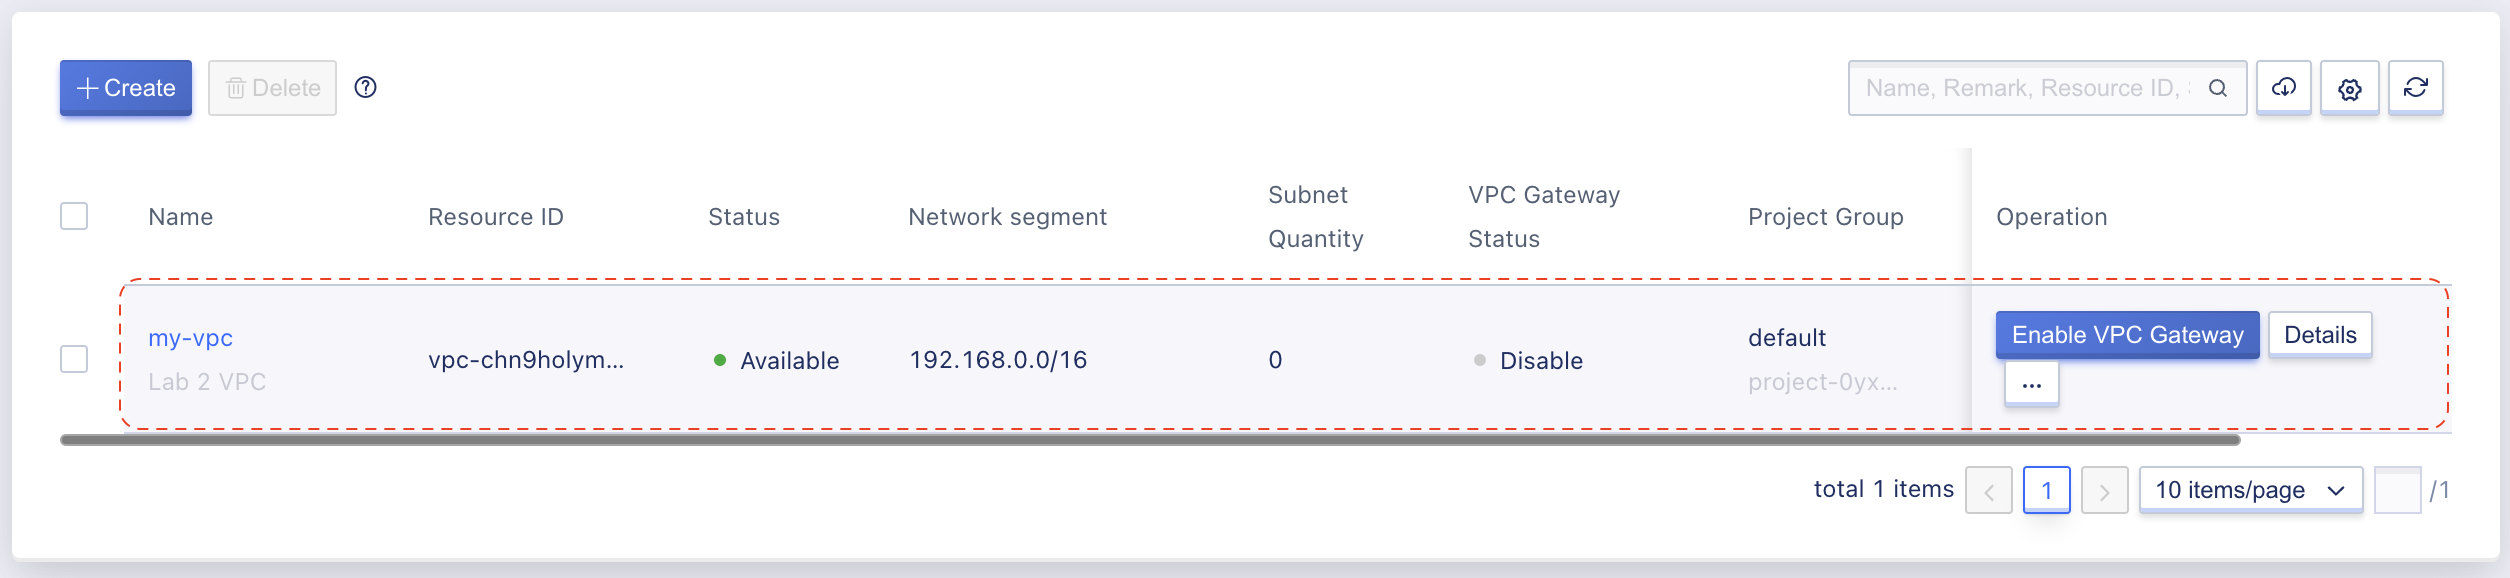 Create
Delete
Name, Remark, Resource ID,
Name
Resource ID
Status
Network segment
Subnet
Quantity
VPC Gateway
Status
Project Group
Operation
my-vpc
Lab 2 VPC
vpc-chn9holym...
Available
192.168.0.0/16
0
Disable
default
project-0yx...
Enable VPC Gateway
Details
...
total 1 items
1
10 items/page
/1